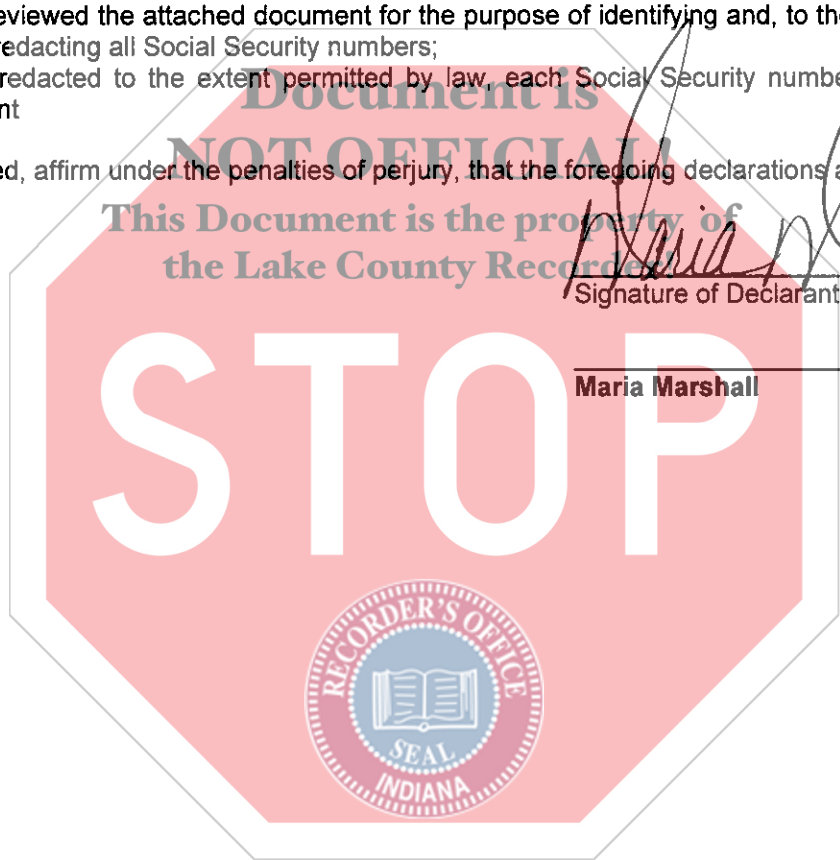 eviewed the attached document for the purpose of identifying and, to th
edacting all Social Security numbers;
redacted to the extent permitted by law, each Social Security numbe
nt
ed, affirm under the penalties of perjury, that the foregoing declarations a
Document is
NOT OFFICIAL!
This Document is the property of
the Lake County Recorder!
Maria
Signature of Declarant
Maria Marshall
STOP
RECORDER'S OFFICE
SEAL
INDIANA